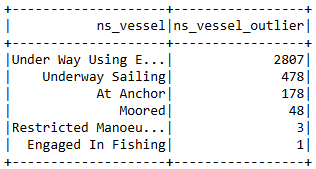 +--------------------+-----------------+
|           ns_vessel|ns_vessel_outlier|
+--------------------+-----------------+
|Under Way Using E...|             2807|
|    Underway Sailing|              478|
|           At Anchor|              178|
|              Moored|               48|
|Restricted Manoeu...|                3|
|  Engaged In Fishing|                1|
+--------------------+-----------------+